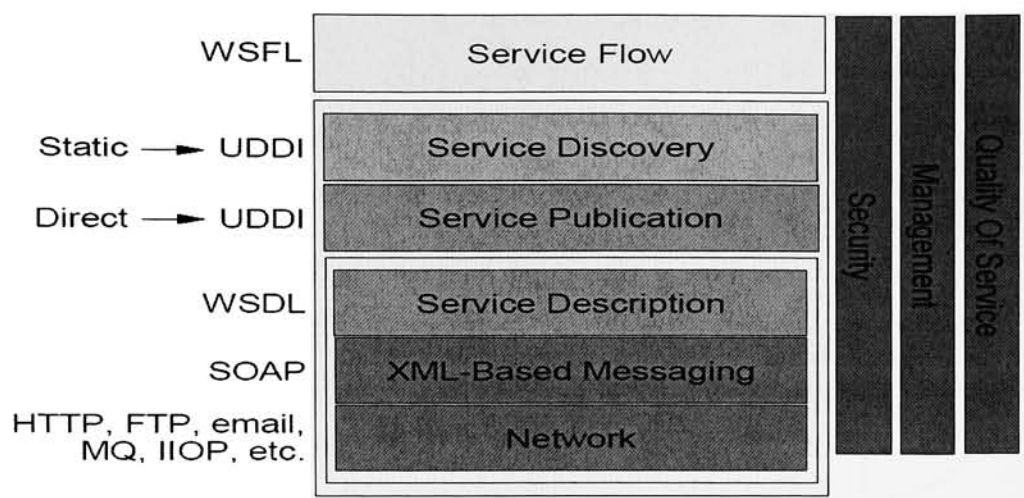 WSFL Service Flow
Static → UDDI Service Discovery
Direct → UDDI Service Publication
WSDL Service Description
SOAP XML-Based Messaging
HTTP, FTP, email,
MQ, IIOP, etc.
Network
Security
Management
Quality Of Service